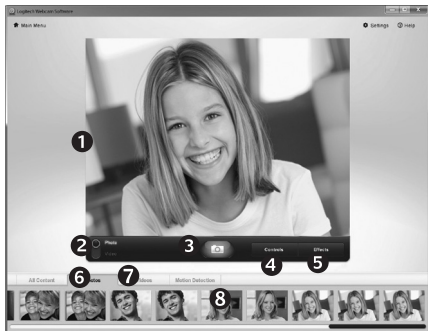 Logitech Webcam Software
Main Menu
Settings
Help
1
2
Photo
Video
3
Controls
Effects
4
5
6
7
All Content
Motion Detection
8